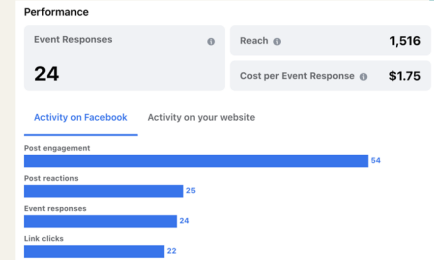 Performance
Event Responses
24
Reach
1,516
Cost per Event Response
$1.75
Activity on Facebook
Activity on your website
Post engagement
54
Post reactions
25
Event responses
24
Link clicks
22